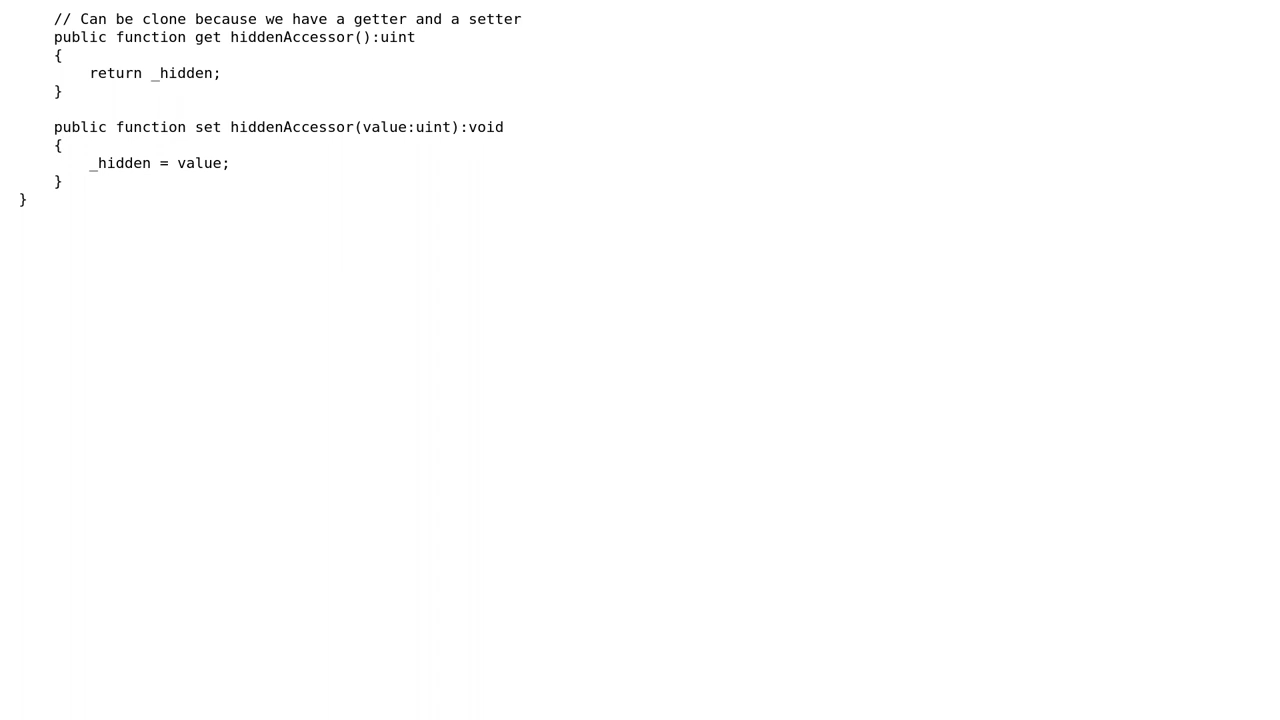 // Can be clone because we have a getter and a setter
public function get hiddenAccessor():uint
{
return _hidden;
}
public function set hiddenAccessor(value:uint):void
{
_hidden = value;
}
}